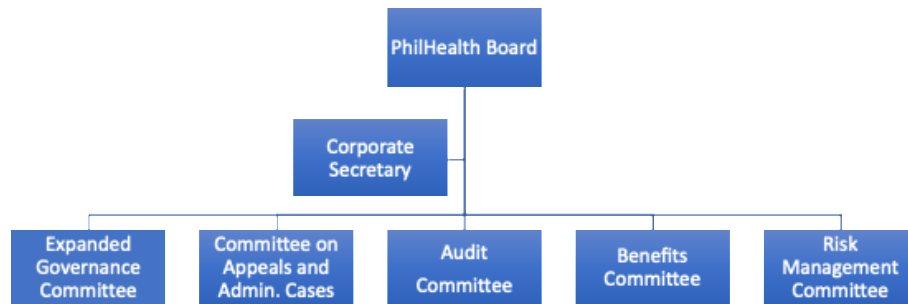 PhilHealth Board
Corporate
Secretary
Expanded
Governance
Committee
Committee on
Appeals and
Admin. Cases
Audit
Committee
Benefits
Committee
Risk
Management
Committee